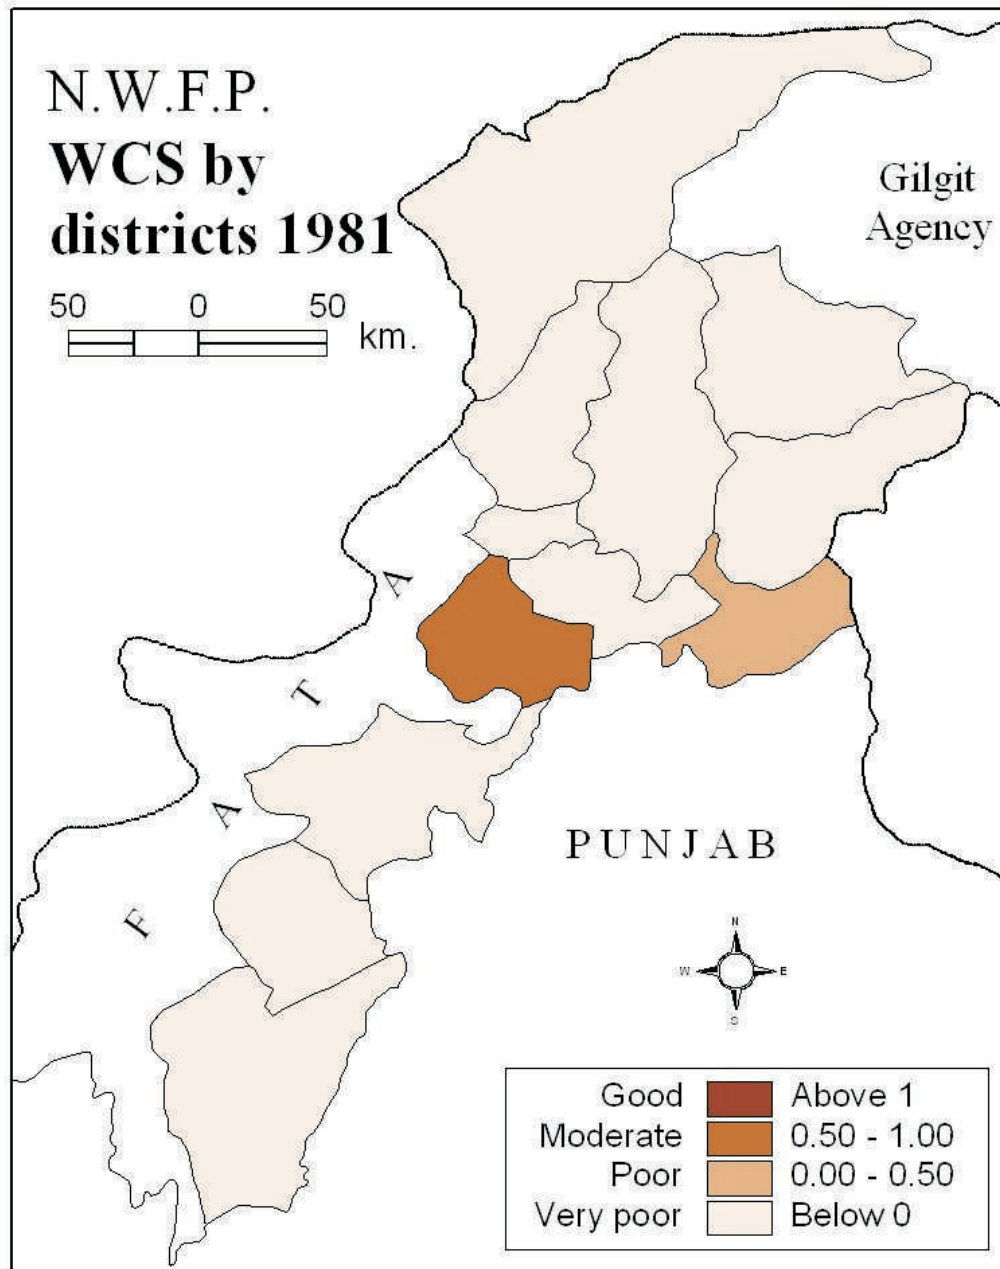 N.W.F.P.
WCS by
districts 1981
50 0 50
km.
Gilgit
Agency
F A T A
PUNJAB
N
W E
S
Good Above 1
Moderate 0.50 - 1.00
Poor 0.00 - 0.50
Very poor Below 0